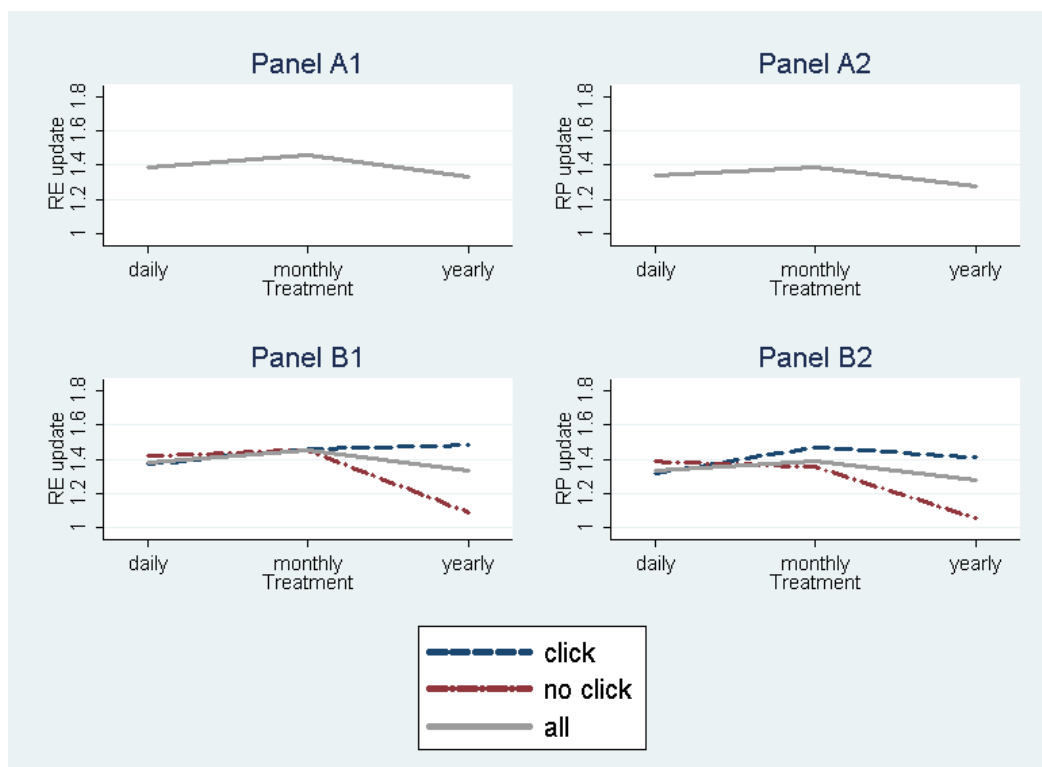 Panel A1
RE update
1 1.2 1.4 1.6 1.8
daily monthly yearly
Treatment
Panel A2
RP update
1 1.2 1.4 1.6 1.8
daily monthly yearly
Treatment
Panel B1
RE update
1 1.2 1.4 1.6 1.8
daily monthly yearly
Treatment
Panel B2
RP update
1 1.2 1.4 1.6 1.8
daily monthly yearly
Treatment
click
no click
all